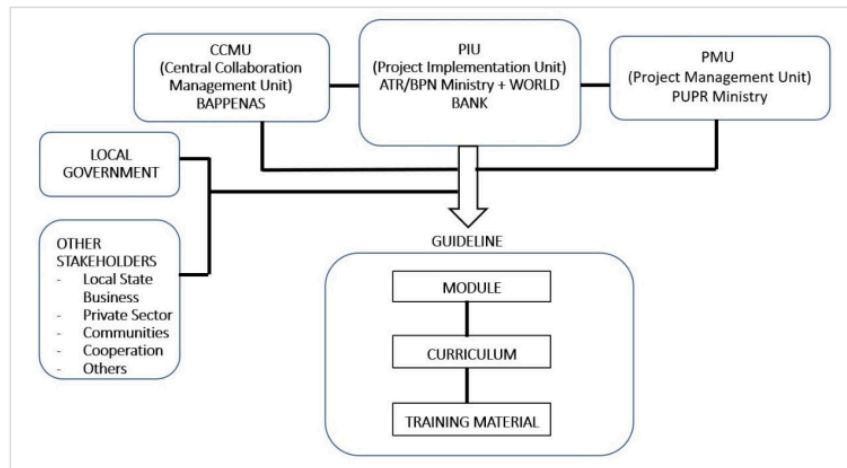 CCMU
(Central Collaboration
Management Unit)
BAPPENAS
PIU
(Project Implementation Unit)
ATR/BPN Ministry + WORLD
BANK
PMU
(Project Management Unit)
PUPR Ministry
LOCAL
GOVERNMENT
OTHER
STAKEHOLDERS
- Local State
Business
- Private Sector
- Communities
- Cooperation
- Others
GUIDELINE
MODULE
CURRICULUM
TRAINING MATERIAL